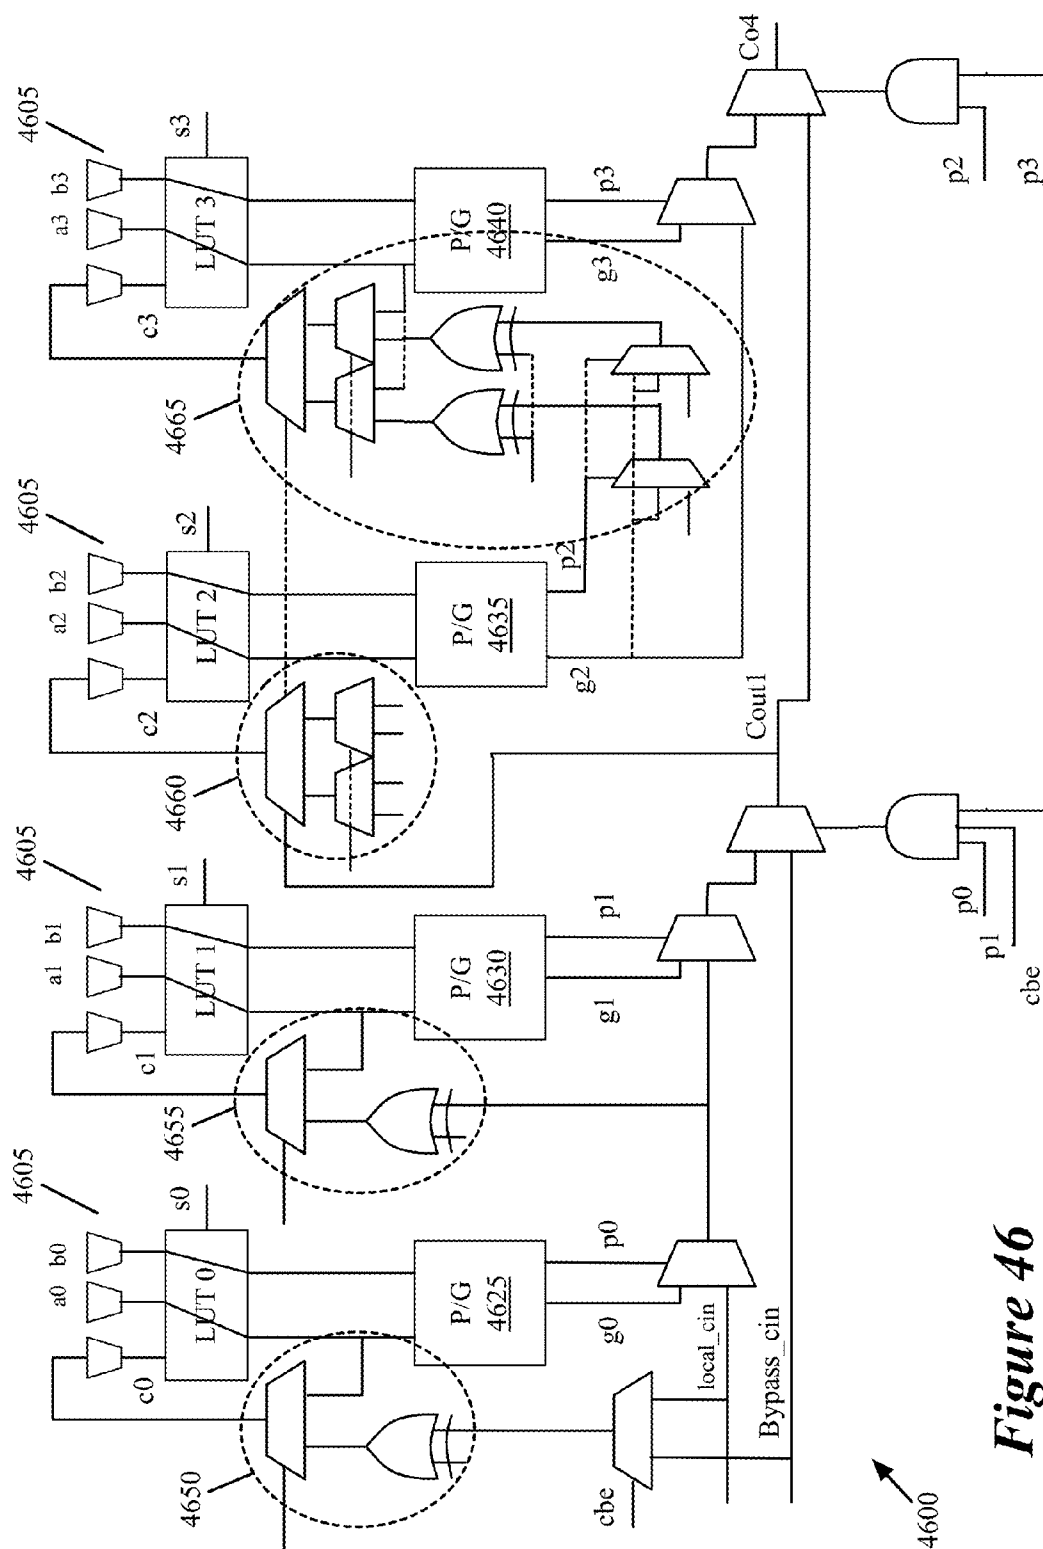 4605
4605
4605
4605
a0
b0
a1
b1
a2
b2
a3
b3
s0
s1
s2
s3
LUT 0
LUT 1
LUT 2
LUT 3
c0
c1
c2
c3
4650
4655
4660
4665
P/G
4625
P/G
4630
P/G
4635
P/G
4640
g0
p0
g1
p1
g2
p2
g3
p3
cbe
local_cin
Bypass_cin
Cout1
Co4
p0
p1
cbe
p2
p3
4600
Figure 46